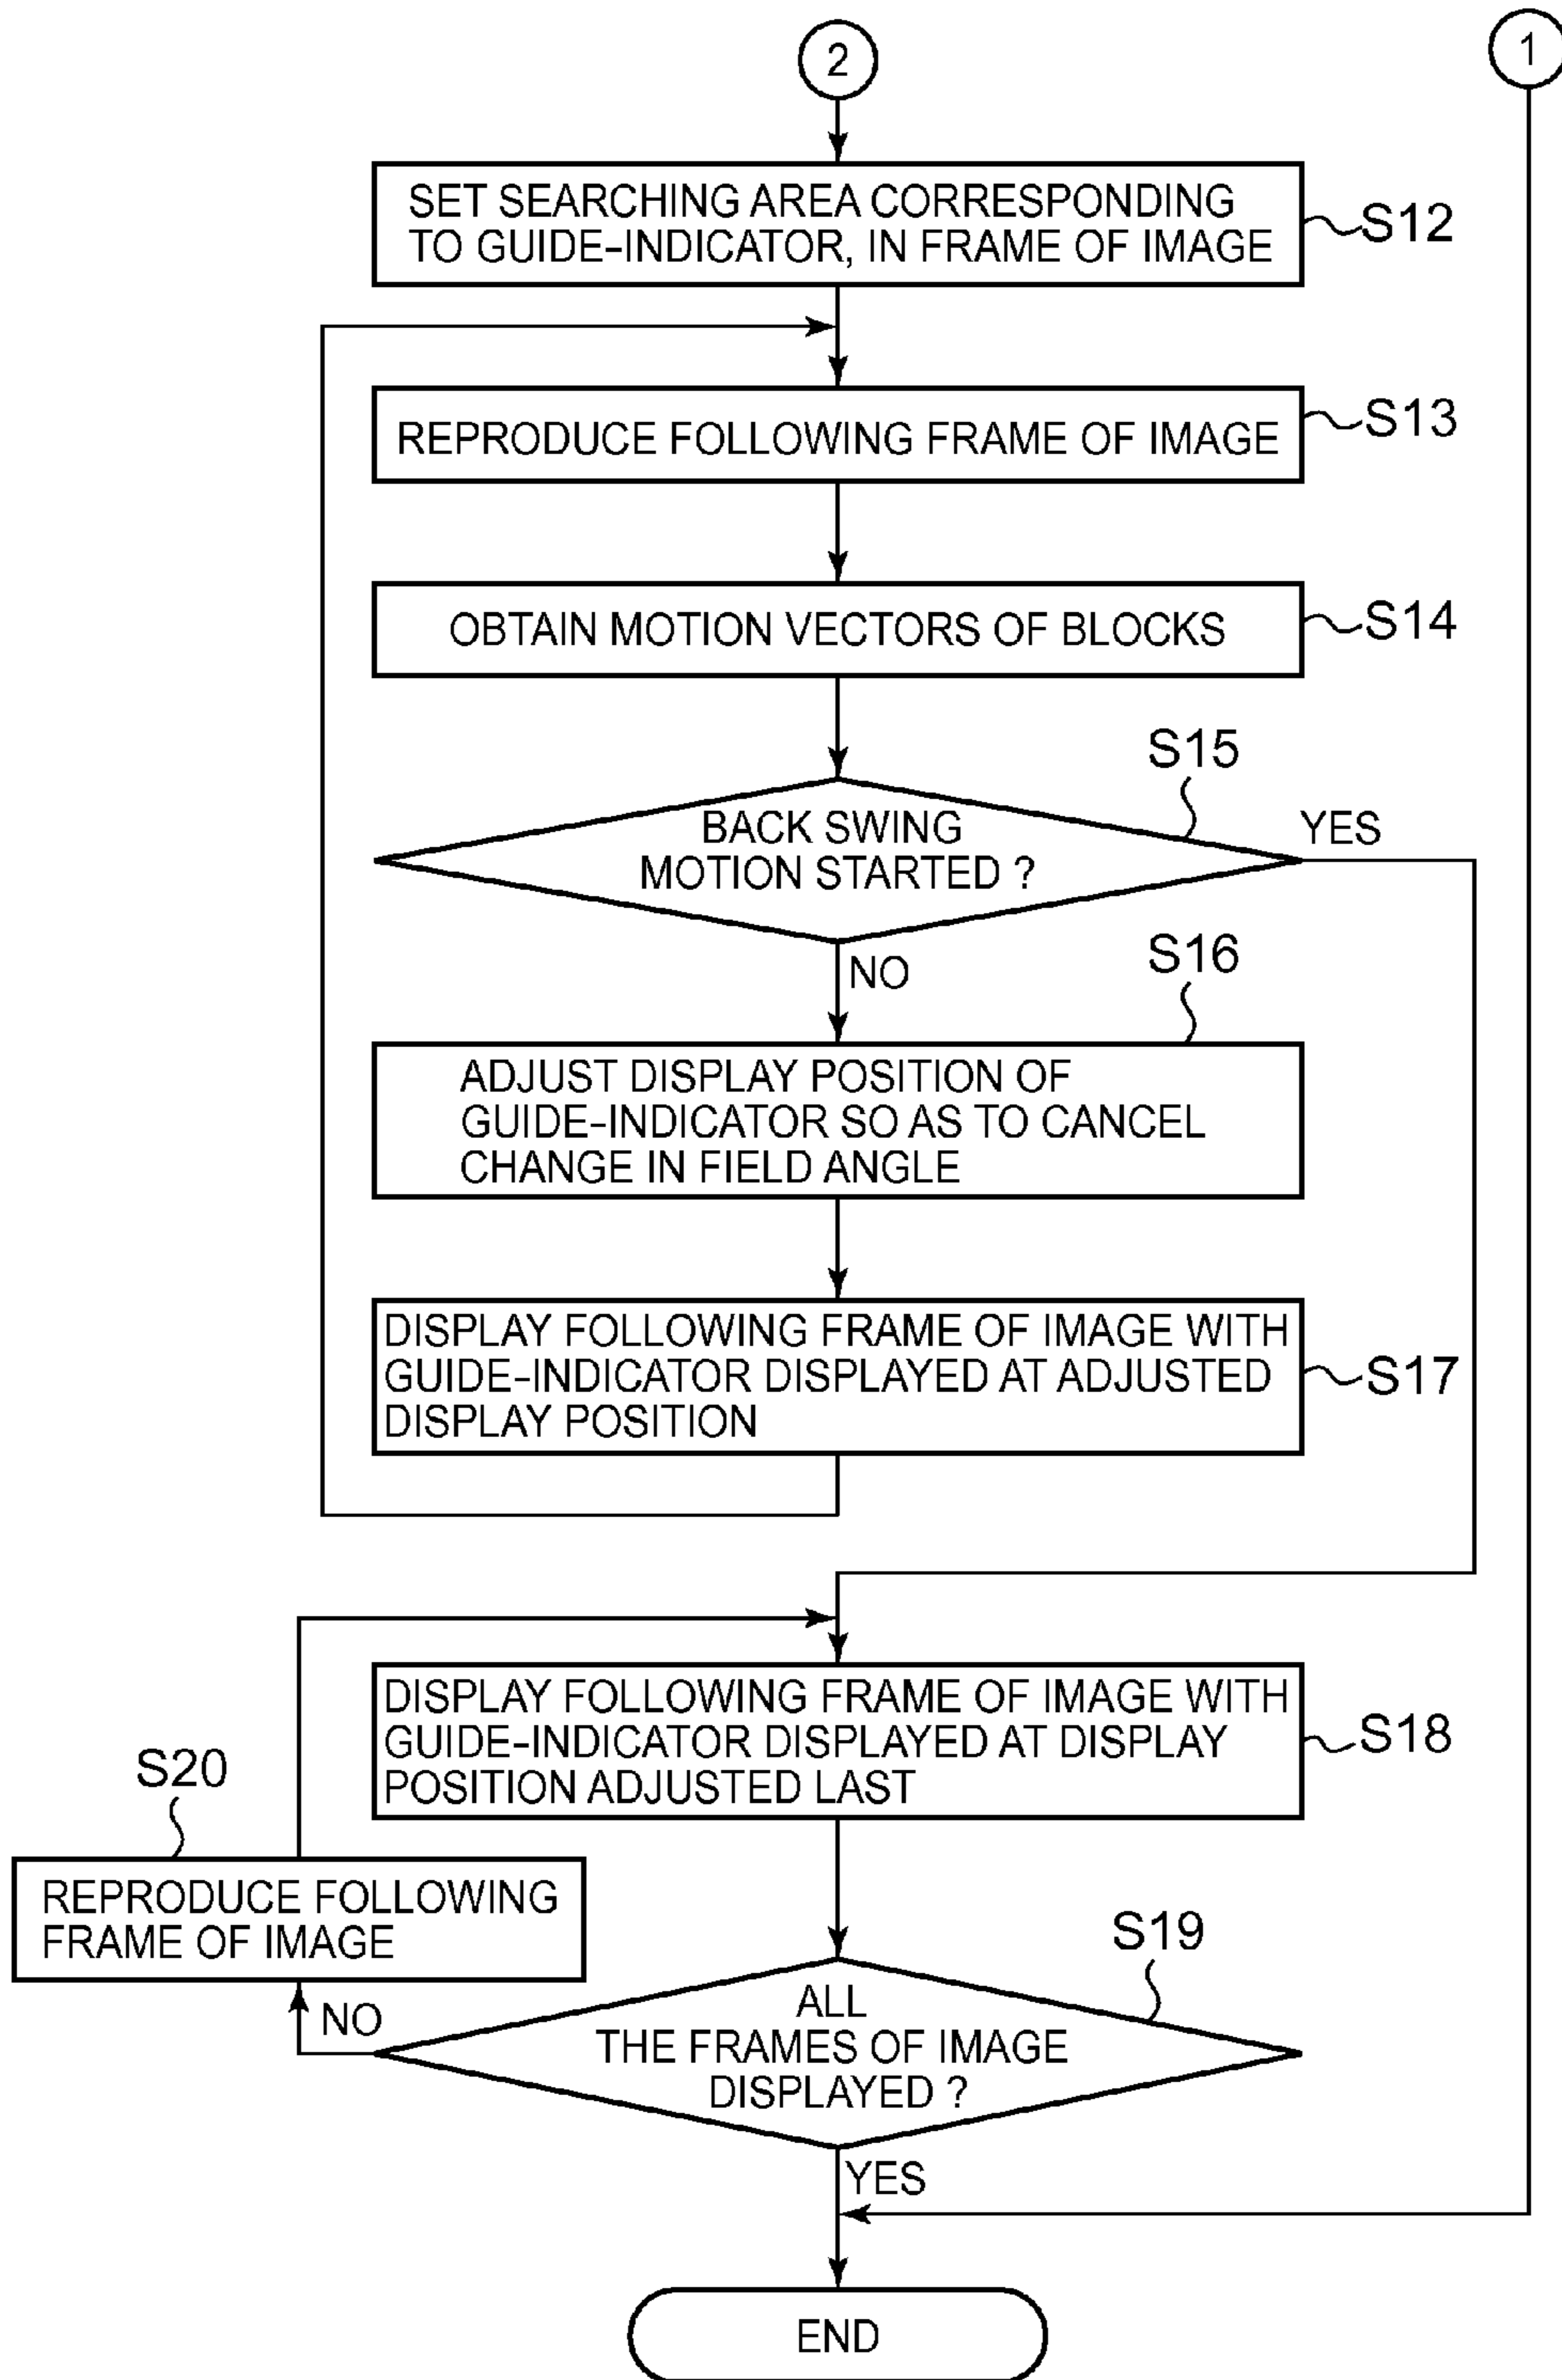 2
1
SET SEARCHING AREA CORRESPONDING
TO GUIDE-INDICATOR, IN FRAME OF IMAGE
S12
REPRODUCE FOLLOWING FRAME OF IMAGE
S13
OBTAIN MOTION VECTORS OF BLOCKS
S14
S15
BACK SWING
MOTION STARTED ?
YES
NO
S16
ADJUST DISPLAY POSITION OF
GUIDE-INDICATOR SO AS TO CANCEL
CHANGE IN FIELD ANGLE
DISPLAY FOLLOWING FRAME OF IMAGE WITH
GUIDE-INDICATOR DISPLAYED AT ADJUSTED
DISPLAY POSITION
S17
DISPLAY FOLLOWING FRAME OF IMAGE WITH
GUIDE-INDICATOR DISPLAYED AT DISPLAY
POSITION ADJUSTED LAST
S18
S20
REPRODUCE FOLLOWING
FRAME OF IMAGE
S19
NO
ALL
THE FRAMES OF IMAGE
DISPLAYED ?
YES
END